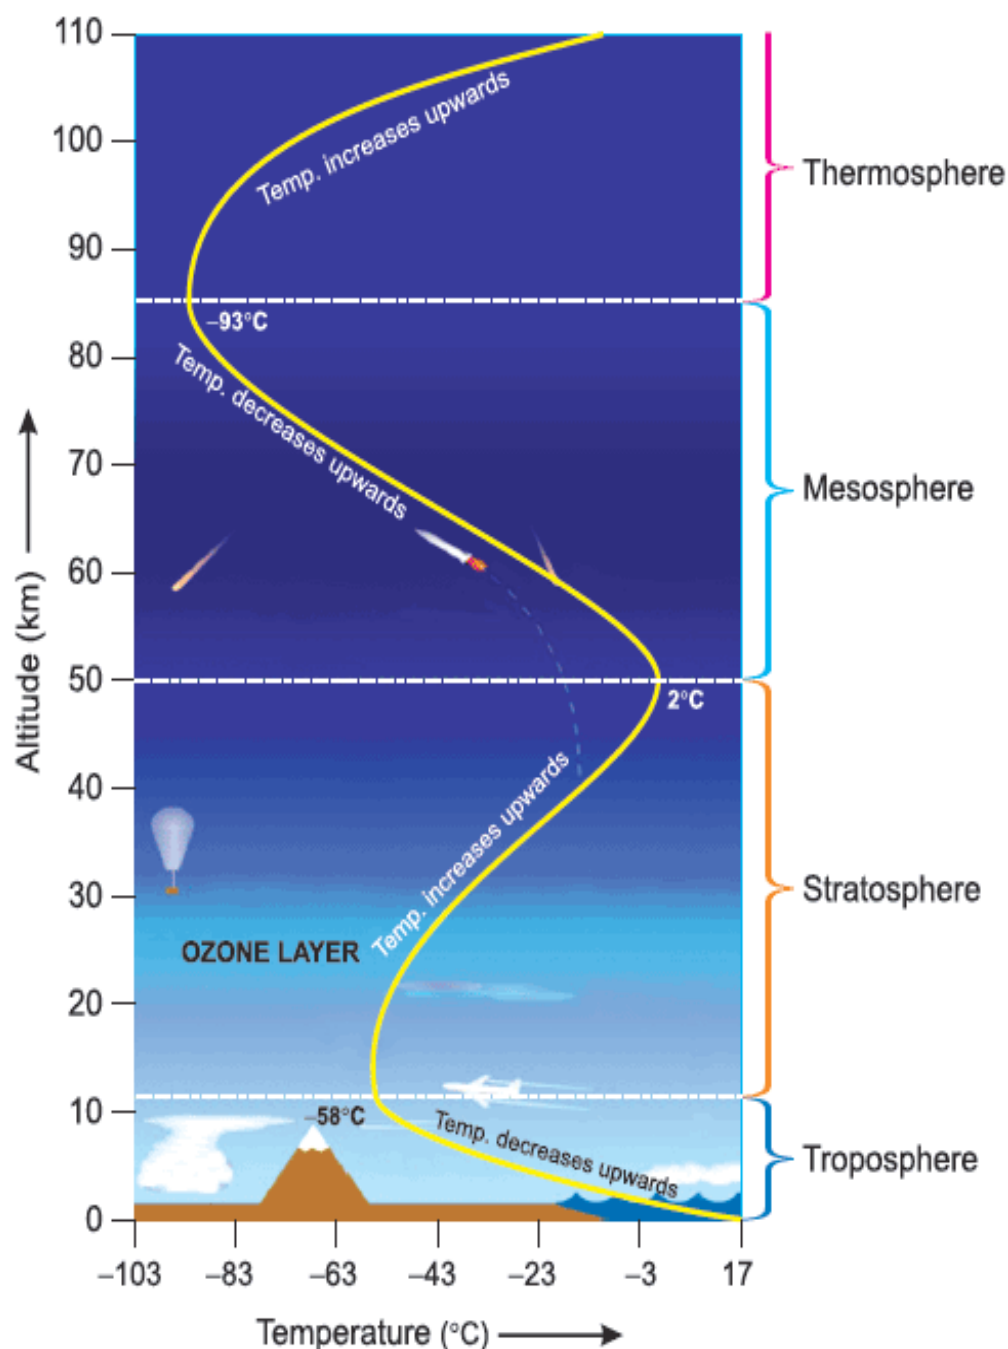 110
100
90
80
70
60
50
40
30
20
10
0
Altitude (km)
Temp. increases upwards
–93°C
Temp. decreases upwards
2°C
Temp. increases upwards
OZONE LAYER
–58°C
Temp. decreases upwards
Thermosphere
Mesosphere
Stratosphere
Troposphere
–103 –83 –63 –43 –23 –3 17
Temperature (°C)